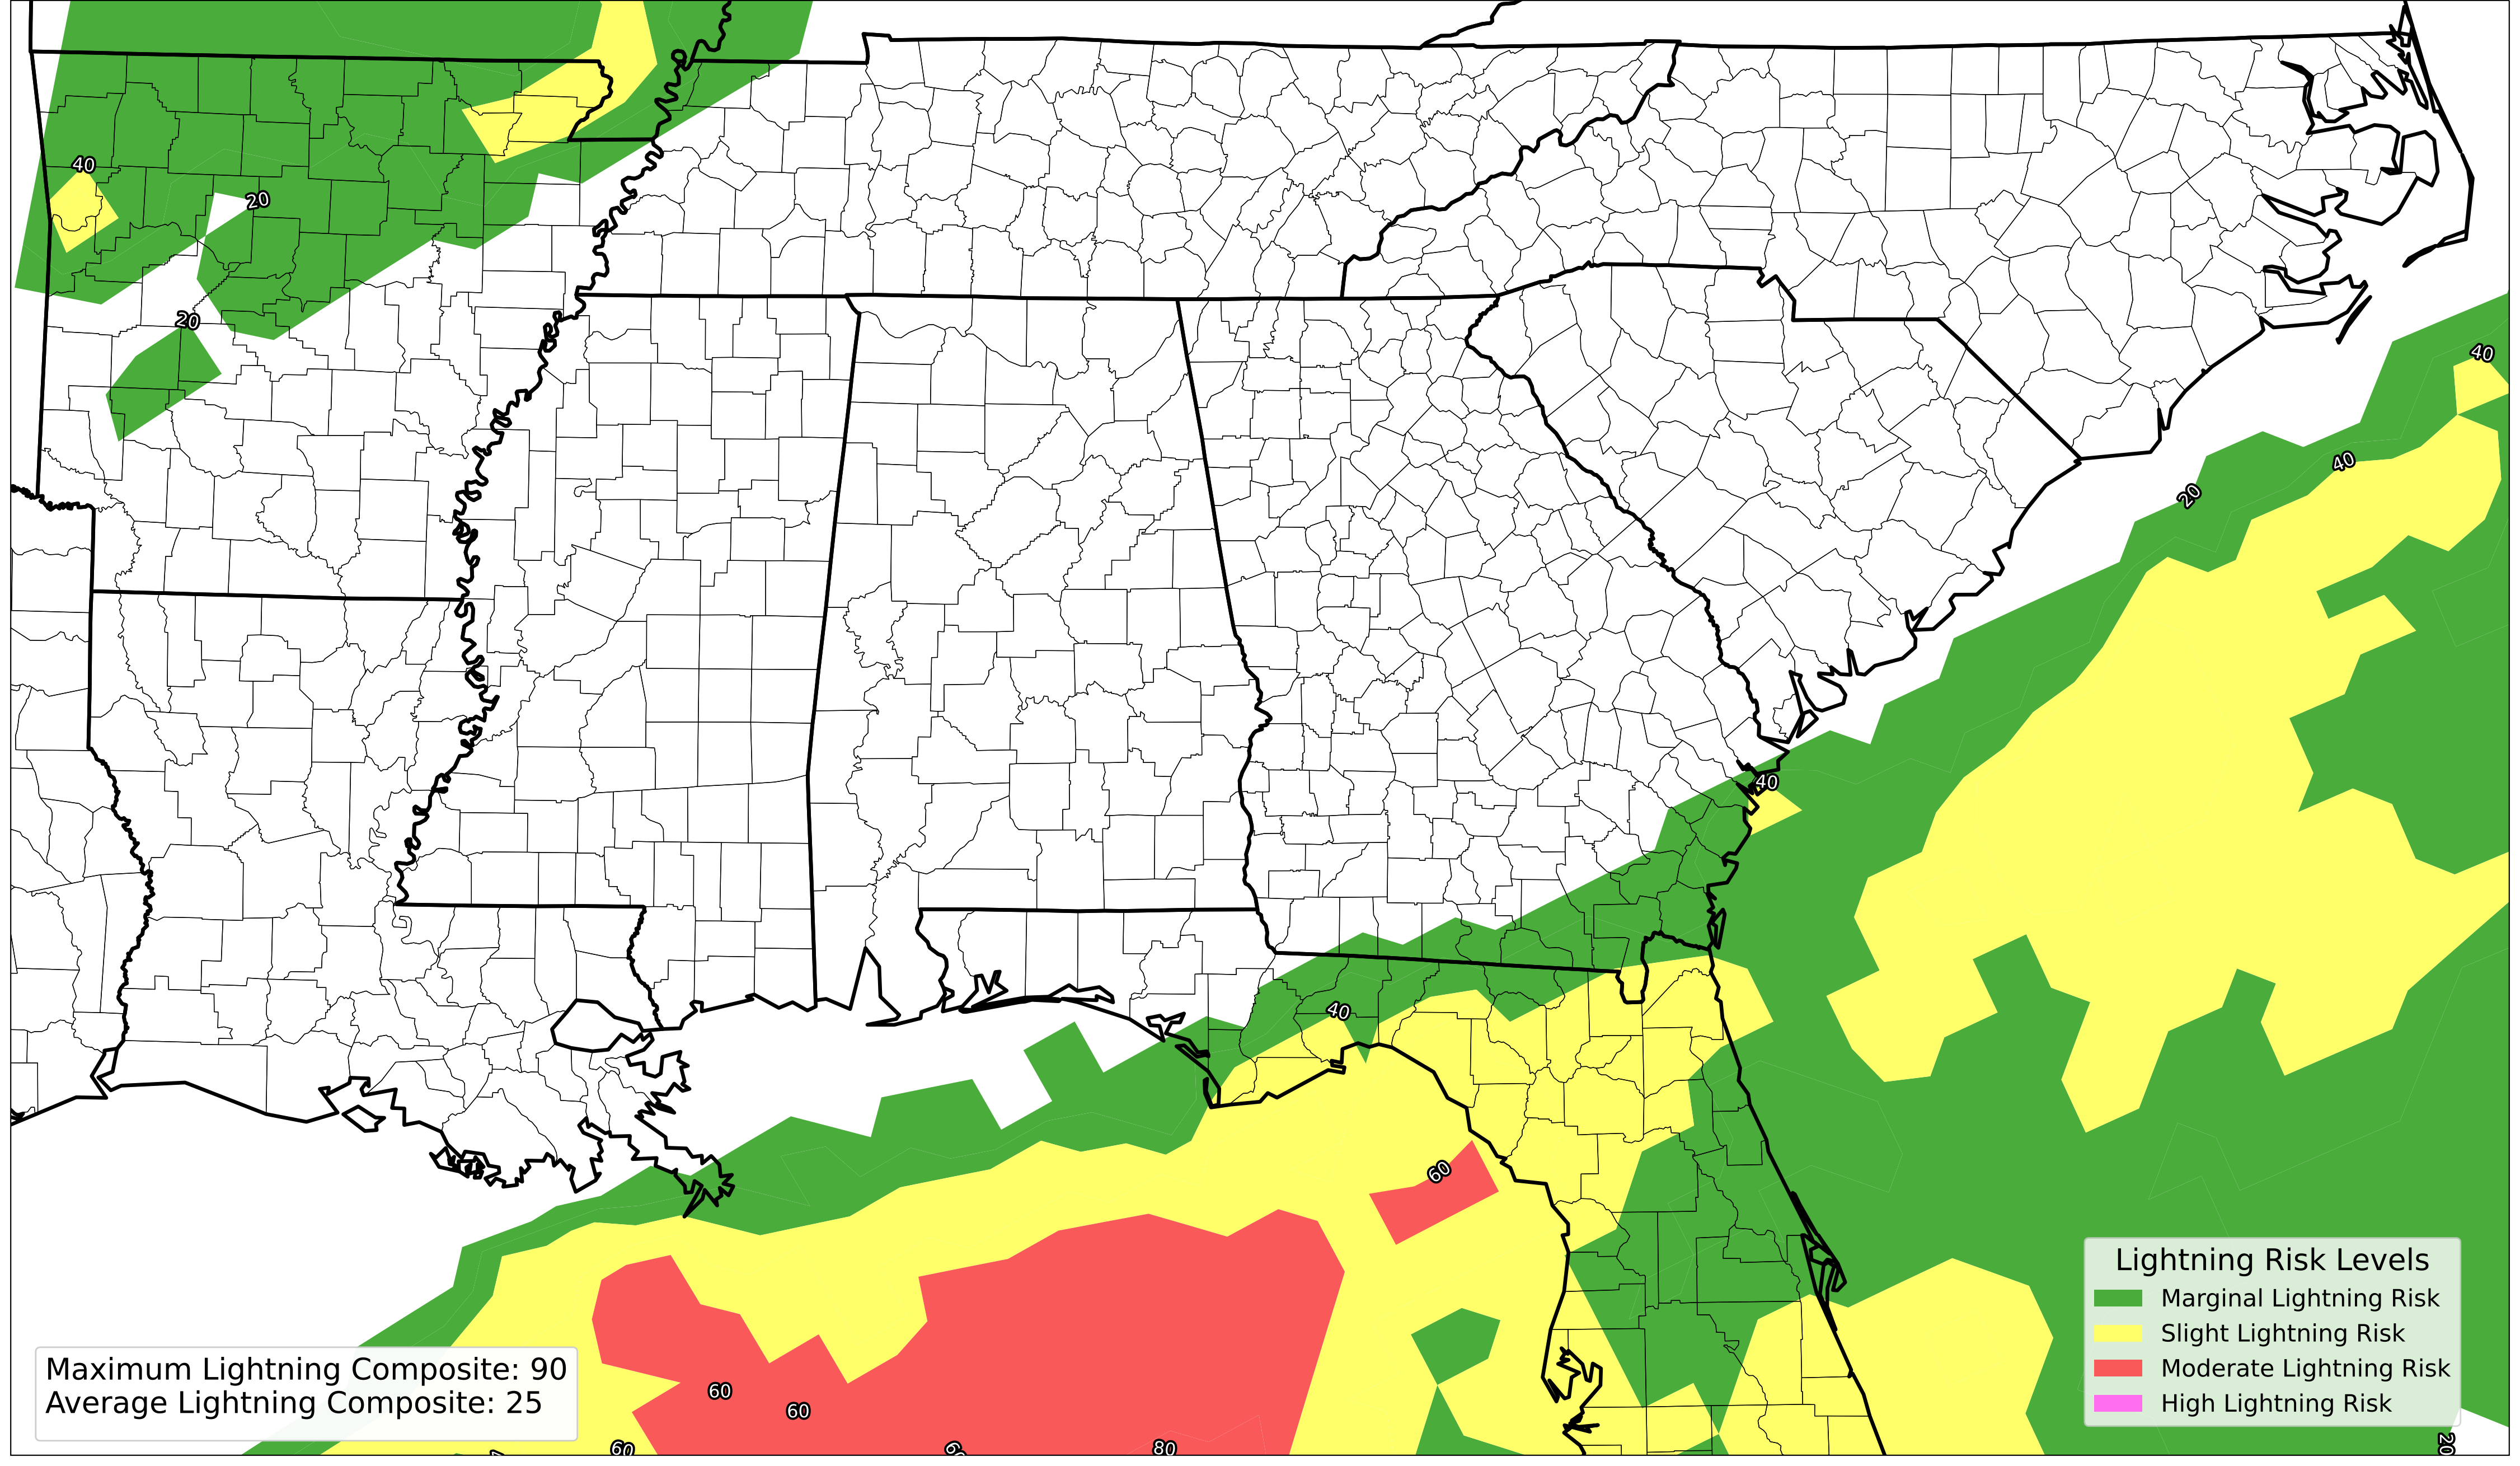 40
20
20
40
40
20
40
40
60
60
60
60
80
20
Maximum Lightning Composite: 90
Average Lightning Composite: 25
Lightning Risk Levels
Marginal Lightning Risk
Slight Lightning Risk
Moderate Lightning Risk
High Lightning Risk